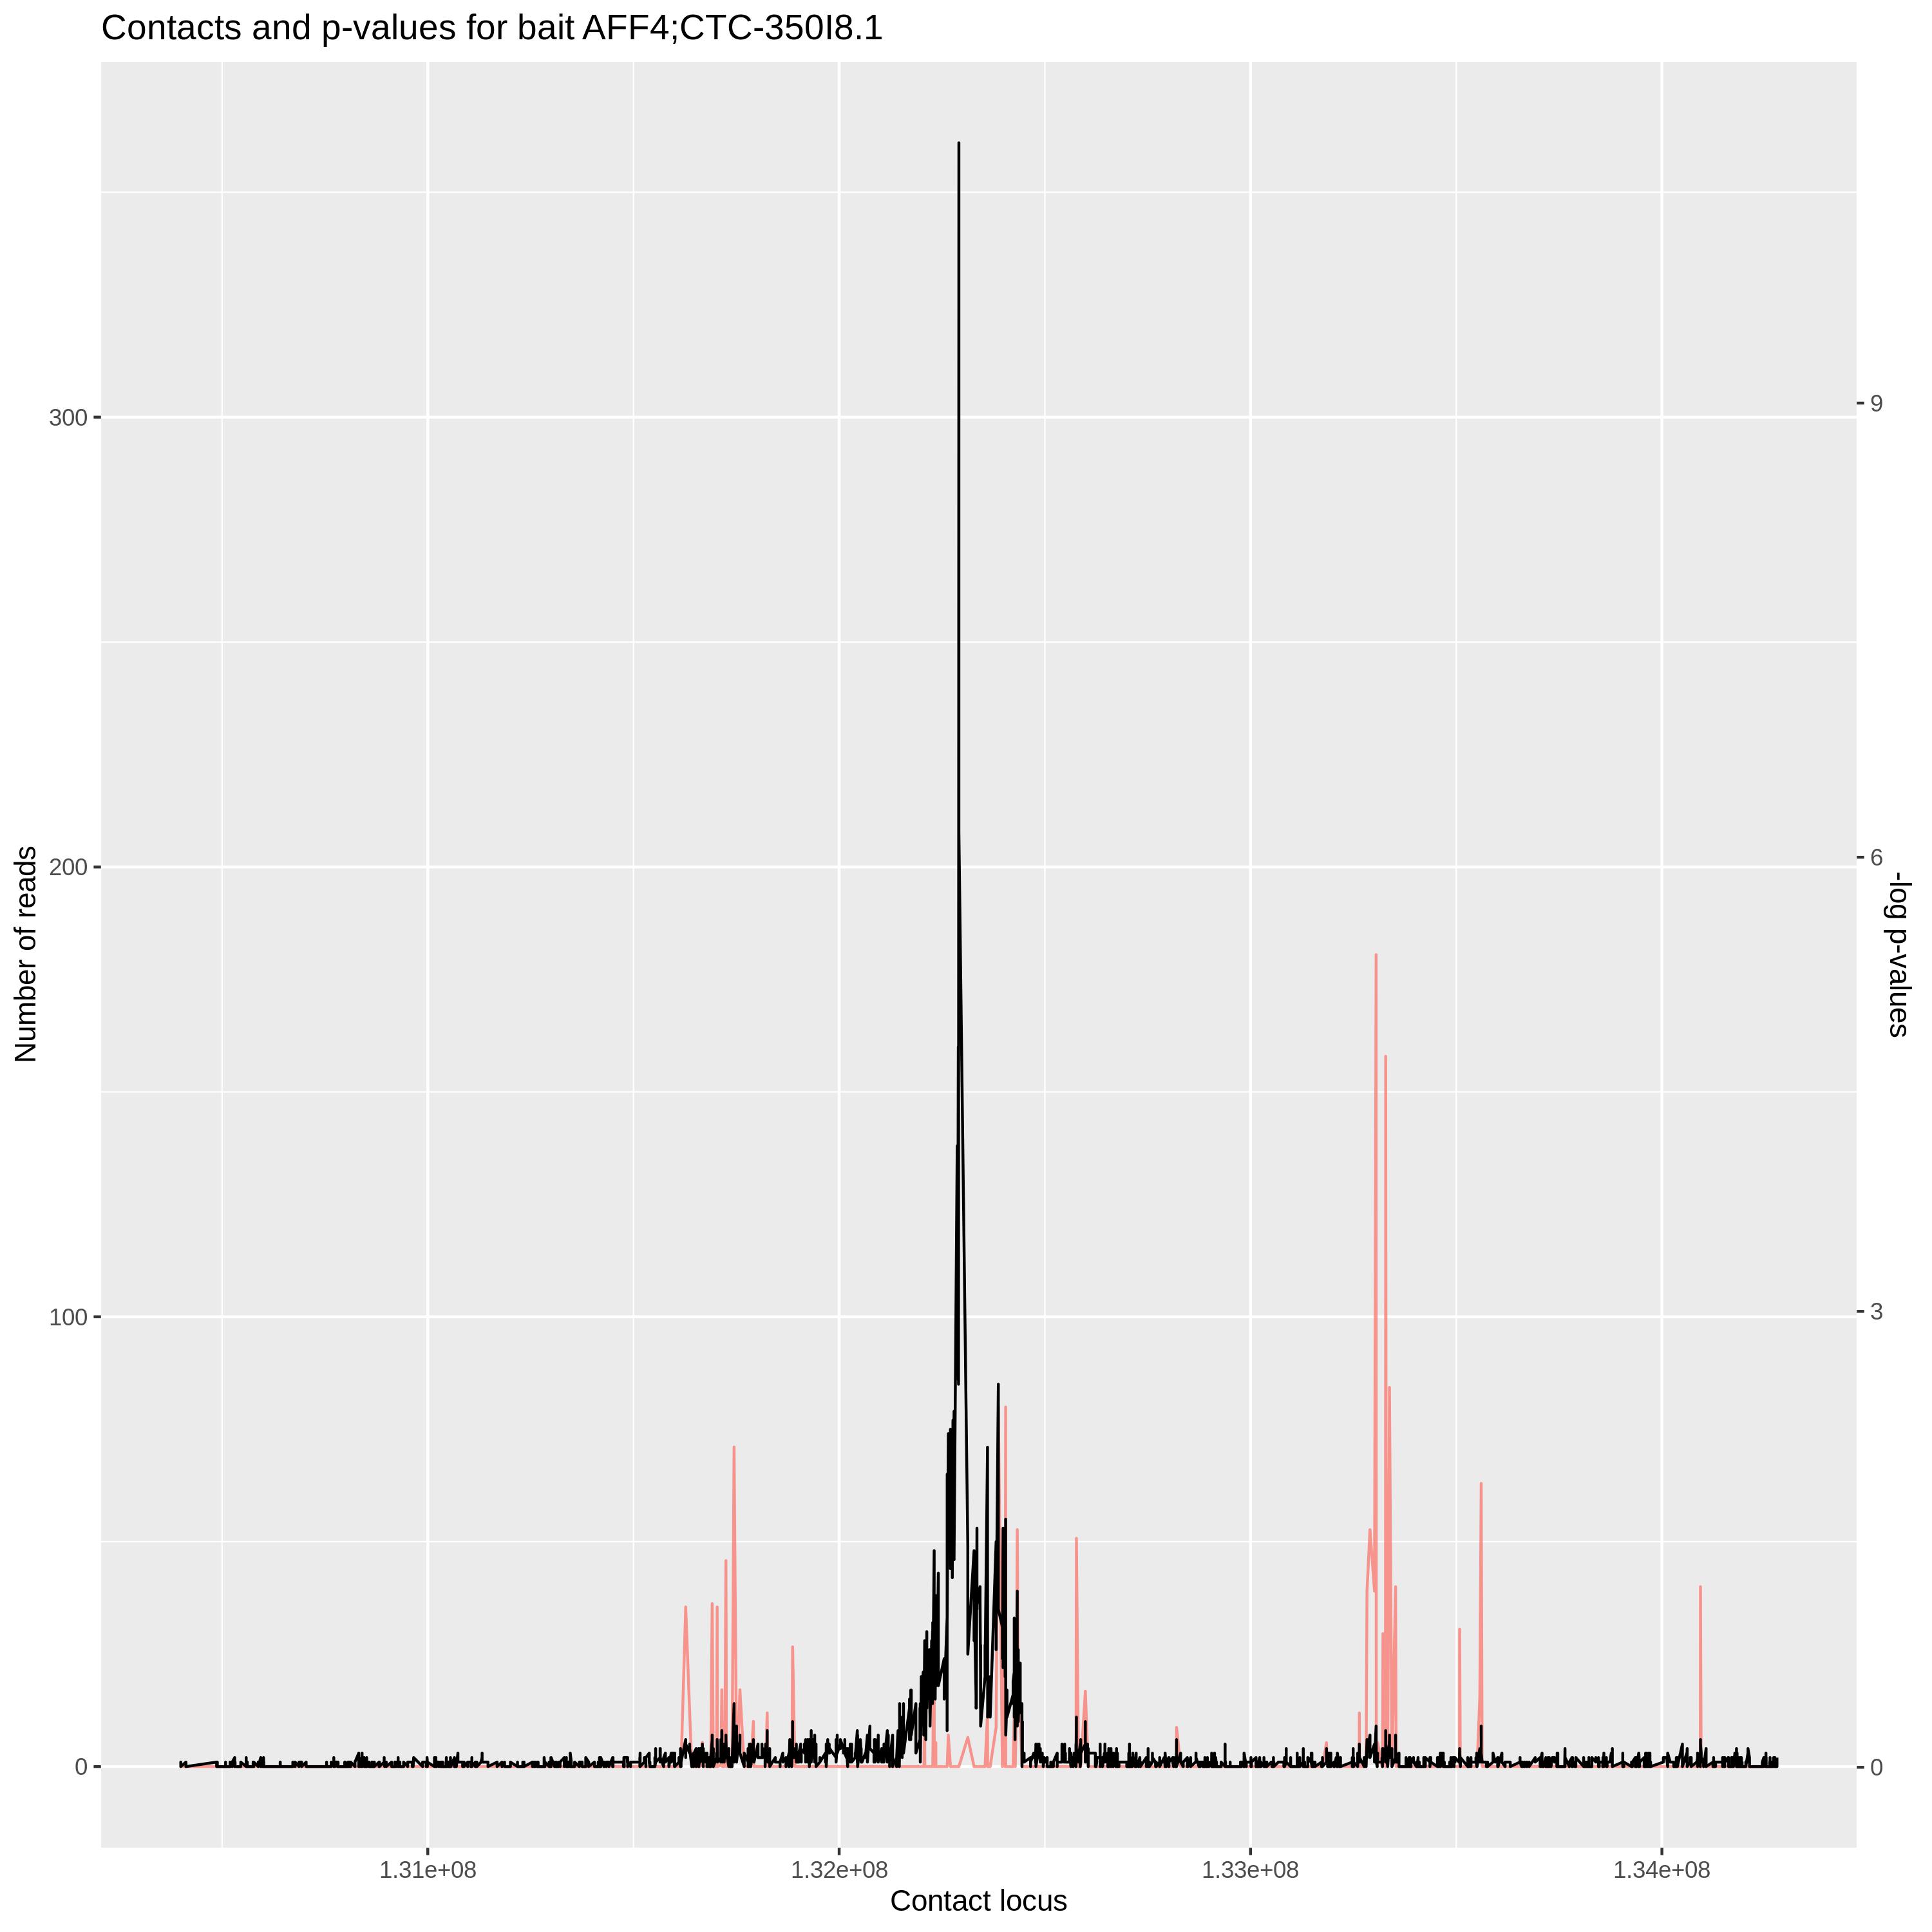 Contacts and p-values for bait AFF4;CTC-350I8.1
300
200
100
0
9
6
3
0
Number of reads
-log p-values
1.31e+08
1.32e+08
1.33e+08
1.34e+08
Contact locus